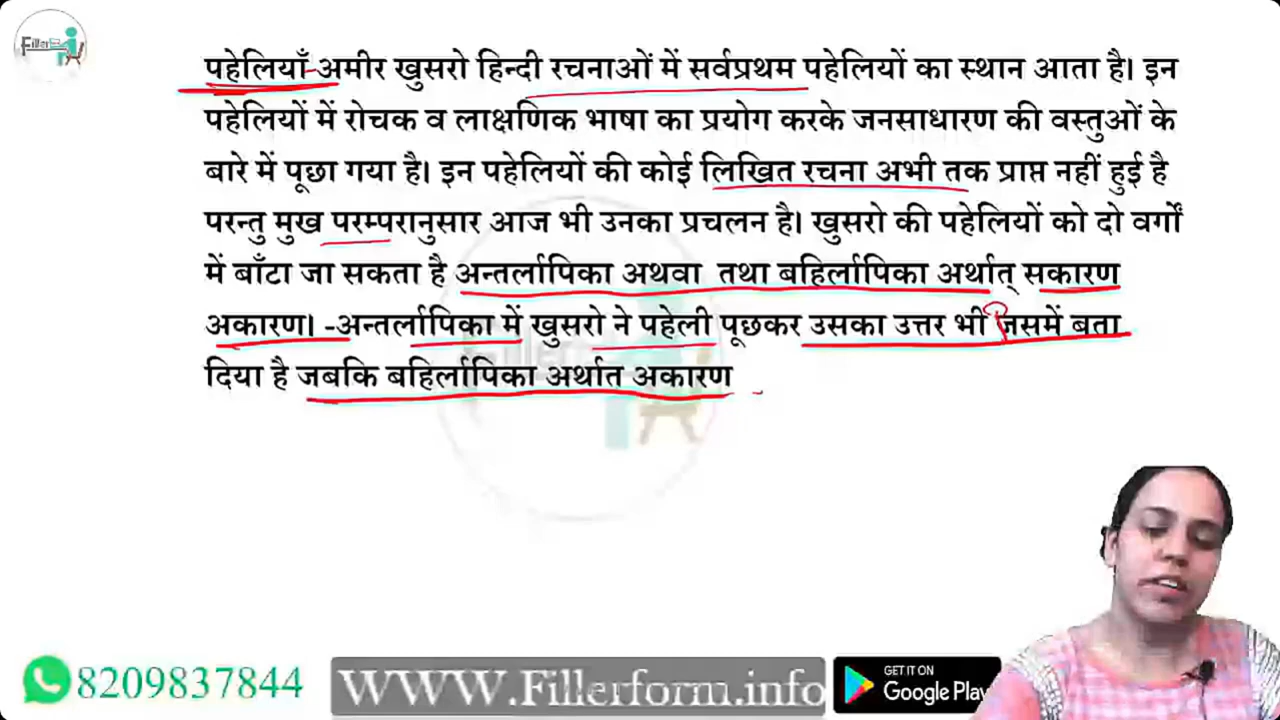 Filler
पहेलियाँ-अमीर खुसरो हिन्दी रचनाओं में सर्वप्रथम पहेलियों का स्थान आता है। इन
पहेलियों में रोचक व लाक्षणिक भाषा का प्रयोग करके जनसाधारण की वस्तुओं के
बारे में पूछा गया है। इन पहेलियों की कोई लिखित रचना अभी तक प्राप्त नहीं हुई है
परन्तु मुख परम्परानुसार आज भी उनका प्रचलन है। खुसरो की पहेलियों को दो वर्गों
में बाँटा जा सकता है अन्तर्लापिका अथवा तथा बहिर्लापिका अर्थात् सकारण
अकारण। -अन्तर्लापिका में खुसरो ने पहेली पूछकर उसका उत्तर भी जिसमें बता
दिया है जबकि बहिर्लापिका अर्थात अकारण
8209837844
WWW.Fillerform.info
GET IT ON
Google Play